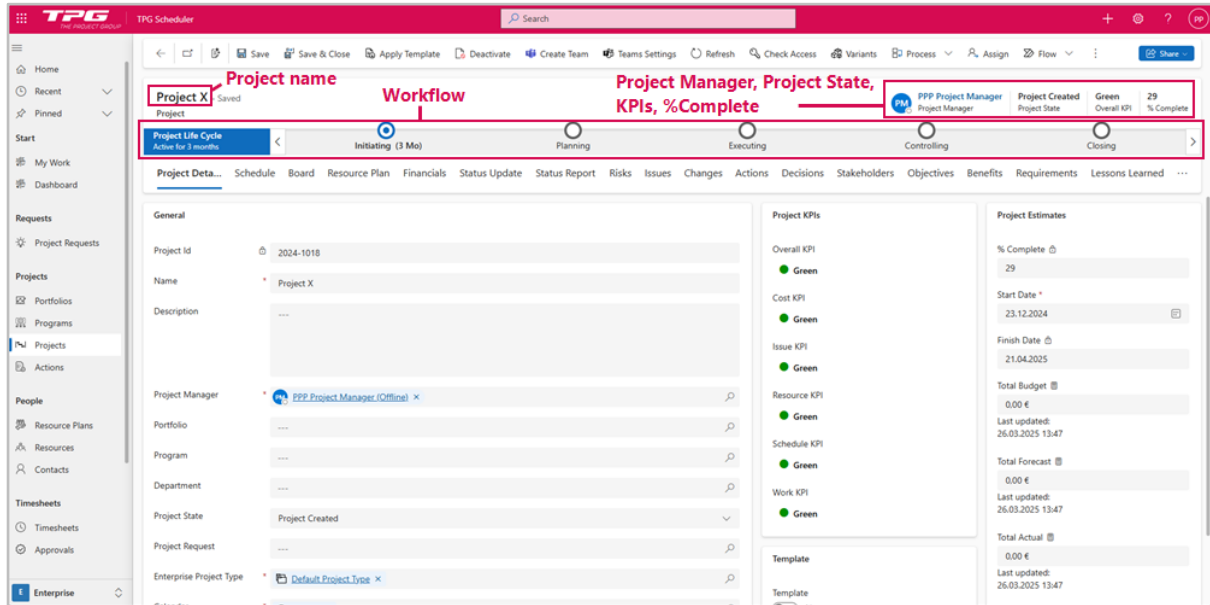 TPG
THE PROJECT GROUP
TPG Scheduler
Search
PP
Save
Save & Close
Apply Template
Deactivate
Create Team
Teams Settings
Refresh
Check Access
Variants
Process
Assign
Flow
Share
Home
Recent
Pinned
Start
My Work
Dashboard
Requests
Project Requests
Projects
Portfolios
Programs
Projects
Actions
People
Resource Plans
Resources
Contacts
Timesheets
Timesheets
Approvals
E Enterprise
Project name
Workflow
Project Manager, Project State,
KPIs, %Complete
Project X - Saved
Project
PM
PPP Project Manager
Project Manager
Project Created
Project State
Green
Overall KPI
29
% Complete
Project Life Cycle
Active for 3 months
Initiating (3 Mo)
Planning
Executing
Controlling
Closing
Project Deta... Schedule Board Resource Plan Financials Status Update Status Report Risks Issues Changes Actions Decisions Stakeholders Objectives Benefits Requirements Lessons Learned ...
General
Project Id
2024-1018
Name *
Project X
Description
---
Project Manager *
PM PPP Project Manager (Offline) ×
Portfolio
---
Program
---
Department
---
Project State
Project Created
Project Request
---
Enterprise Project Type *
Default Project Type ×
Project KPIs
Overall KPI
Green
Cost KPI
Green
Issue KPI
Green
Resource KPI
Green
Schedule KPI
Green
Work KPI
Green
Template
Template
Project Estimates
% Complete
29
Start Date *
23.12.2024
Finish Date
21.04.2025
Total Budget
0,00 €
Last updated:
26.03.2025 13:47
Total Forecast
0,00 €
Last updated:
26.03.2025 13:47
Total Actual
0,00 €
Last updated:
26.03.2025 13:47